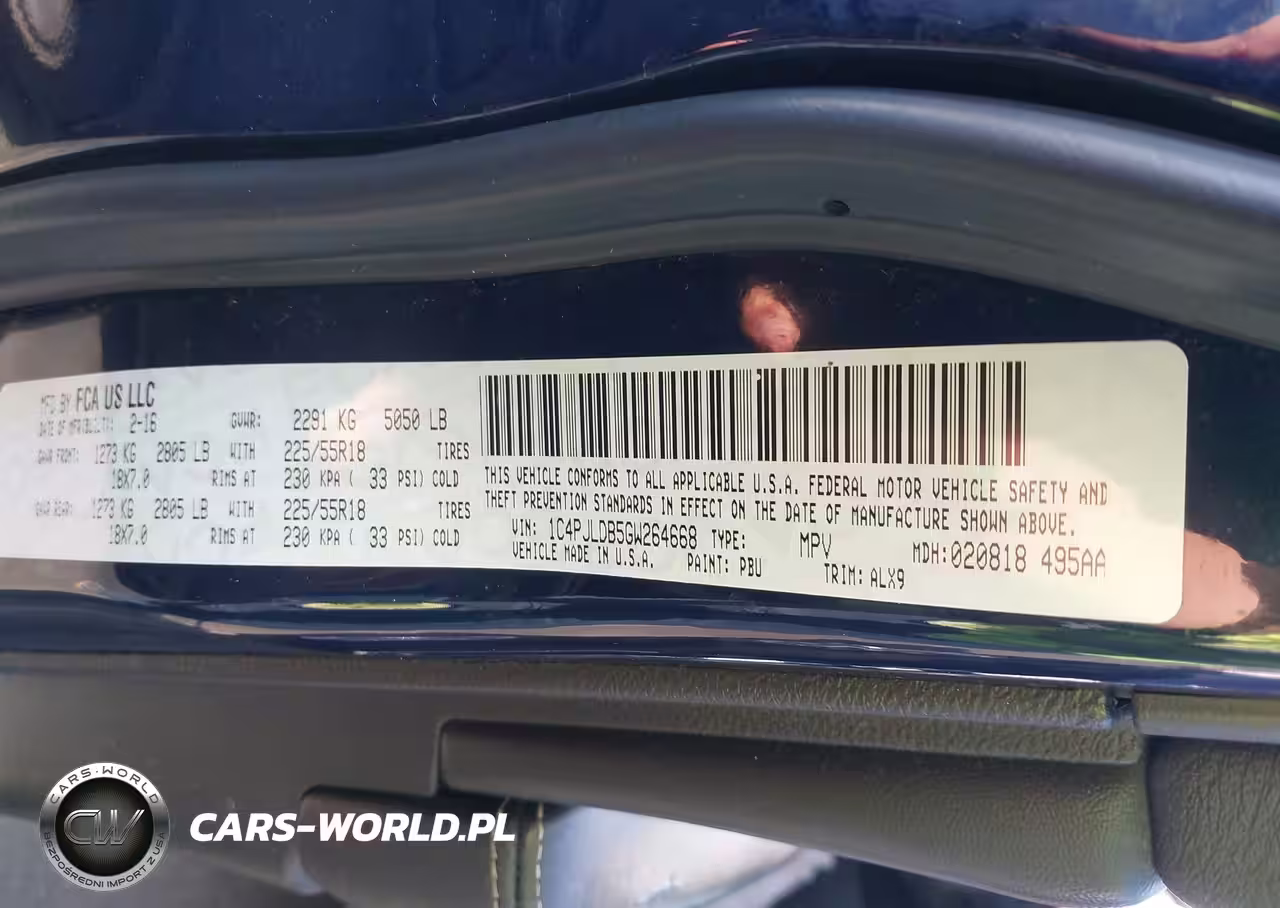 MFD BY FCA US LLC
DATE OF MFR 2-16 GVWR: 2291 KG 5050 LB
GAWR FRONT: 1273 KG 2805 LB WITH 225/55R18 TIRES
18X7.0 RIMS AT 230 KPA ( 33 PSI) COLD
GAWR REAR: 1273 KG 2805 LB WITH 225/55R18 TIRES
18X7.0 RIMS AT 230 KPA ( 33 PSI) COLD
THIS VEHICLE CONFORMS TO ALL APPLICABLE U.S.A. FEDERAL MOTOR VEHICLE SAFETY AND
THEFT PREVENTION STANDARDS IN EFFECT ON THE DATE OF MANUFACTURE SHOWN ABOVE.
VIN: 1C4PJLDB5GW264668 TYPE: MPV MDH:020818 495AA
VEHICLE MADE IN U.S.A. PAINT: PBU TRIM: ALX9
CARS·WORLD
CW
BEZPOŚREDNI IMPORT Z USA
CARS-WORLD.PL